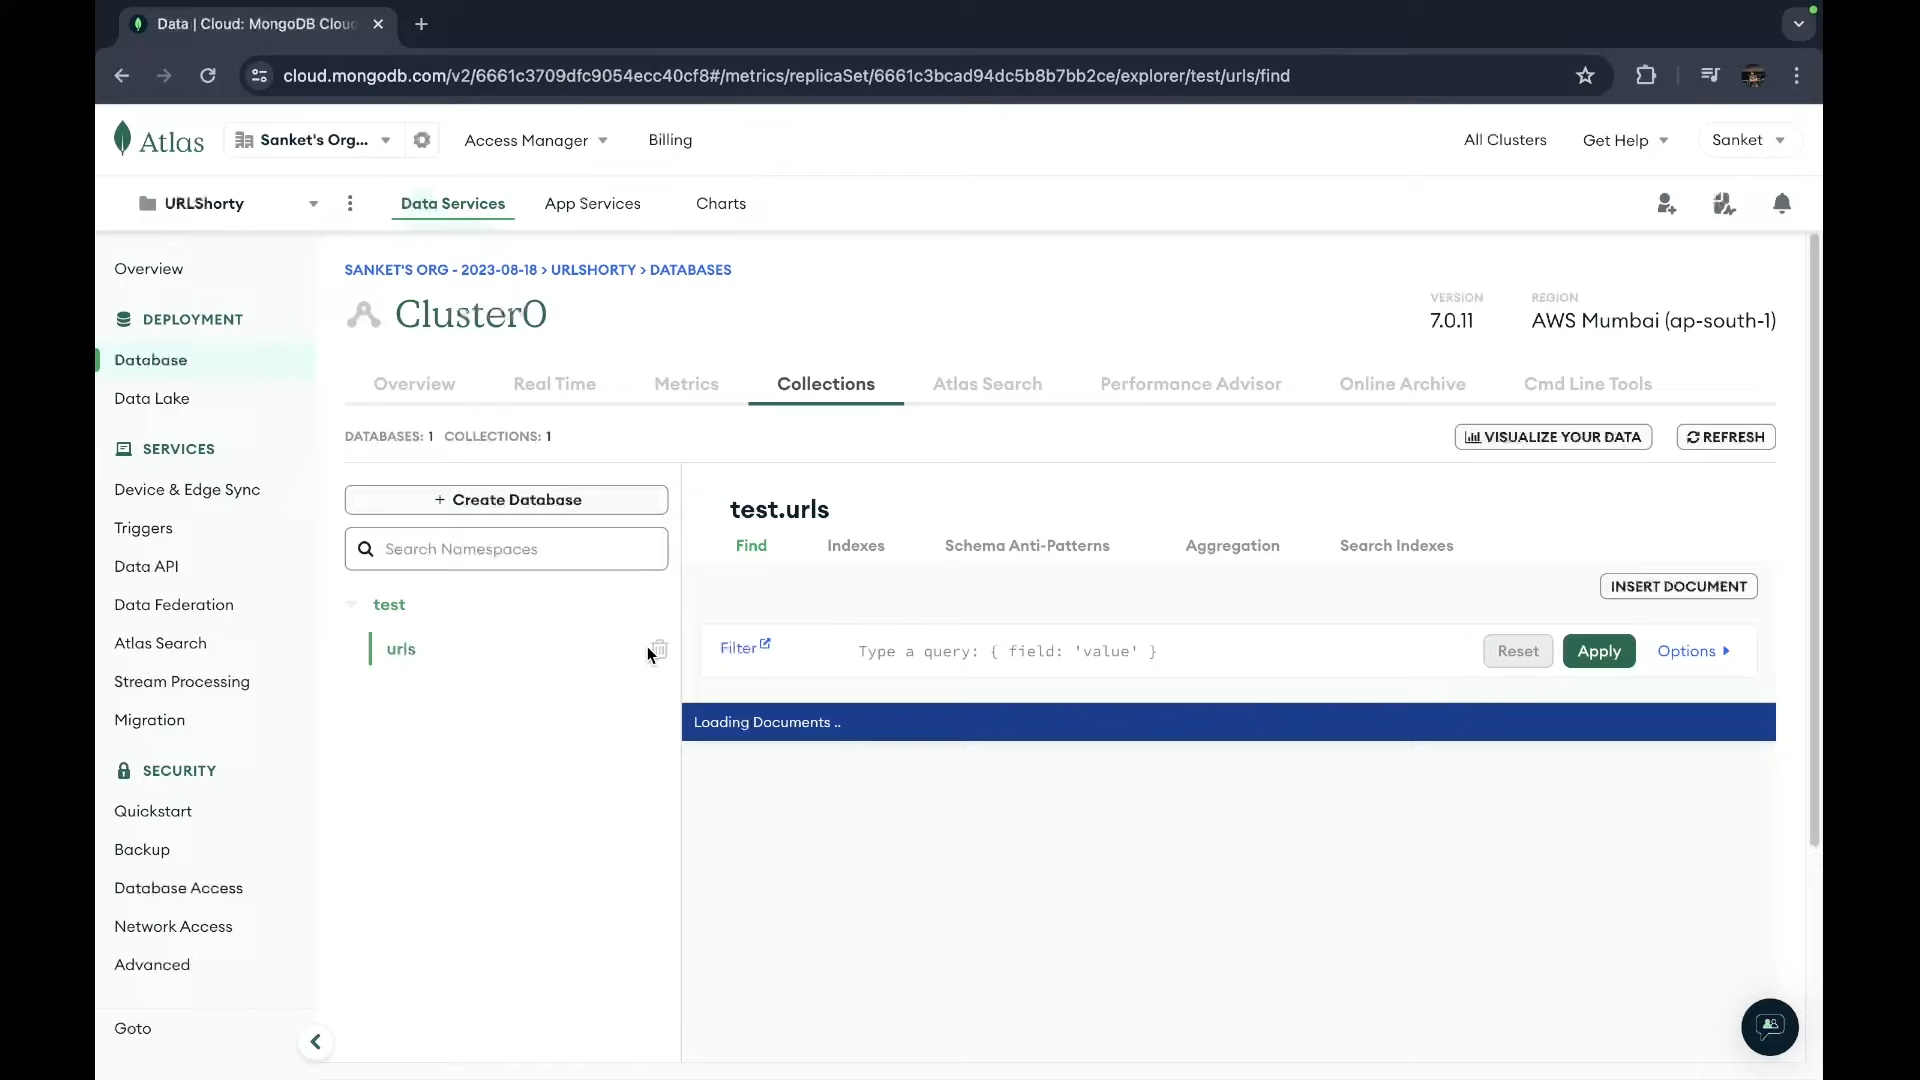 Data | Cloud: MongoDB Cloud
cloud.mongodb.com/v2/6661c3709dfc9054ecc40cf8#/metrics/replicaSet/6661c3bcad94dc5b8b7bb2ce/explorer/test/urls/find
Atlas
Sanket's Org...
Access Manager
Billing
All Clusters
Get Help
Sanket
URLShorty
Data Services
App Services
Charts
Overview
DEPLOYMENT
Database
Data Lake
SERVICES
Device & Edge Sync
Triggers
Data API
Data Federation
Atlas Search
Stream Processing
Migration
SECURITY
Quickstart
Backup
Database Access
Network Access
Advanced
Goto
SANKET'S ORG - 2023-08-18 > URLSHORTY > DATABASES
Cluster0
VERSION
7.0.11
REGION
AWS Mumbai (ap-south-1)
Overview
Real Time
Metrics
Collections
Atlas Search
Performance Advisor
Online Archive
Cmd Line Tools
DATABASES: 1 COLLECTIONS: 1
VISUALIZE YOUR DATA
REFRESH
+ Create Database
Search Namespaces
test
urls
test.urls
Find
Indexes
Schema Anti-Patterns
Aggregation
Search Indexes
INSERT DOCUMENT
Filter
Type a query: { field: 'value' }
Reset
Apply
Options
Loading Documents ..